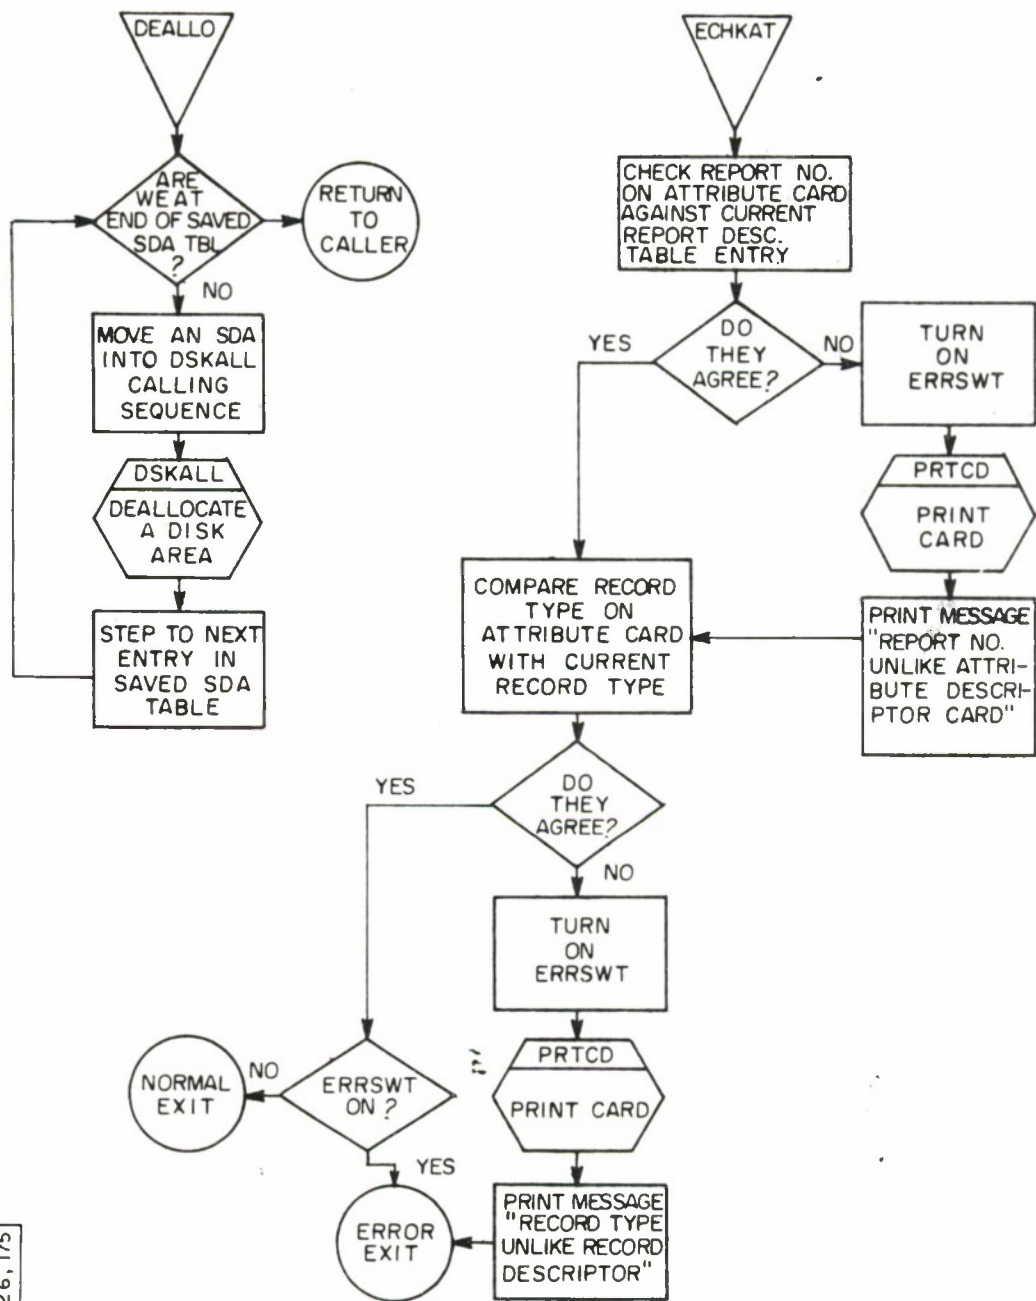 DEALLO
ARE
WE AT
END OF SAVED
SDA TBL
?
RETURN
TO
CALLER
NO
MOVE AN SDA
INTO DSKALL
CALLING
SEQUENCE
DSKALL
DEALLOCATE
A DISK
AREA
STEP TO NEXT
ENTRY IN
SAVED SDA
TABLE
ECHKAT
CHECK REPORT NO.
ON ATTRIBUTE CARD
AGAINST CURRENT
REPORT DESC.
TABLE ENTRY
DO
THEY
AGREE?
YES
NO
TURN
ON
ERRSWT
PRTCD
PRINT
CARD
PRINT MESSAGE
"REPORT NO.
UNLIKE ATTRI-
BUTE DESCRI-
PTOR CARD"
COMPARE RECORD
TYPE ON
ATTRIBUTE CARD
WITH CURRENT
RECORD TYPE
DO
THEY
AGREE?
YES
NO
TURN
ON
ERRSWT
PRTCD
PRINT CARD
PRINT MESSAGE
"RECORD TYPE
UNLIKE RECORD
DESCRIPTOR"
ERRSWT
ON?
NO
NORMAL
EXIT
YES
ERROR
EXIT
26,175